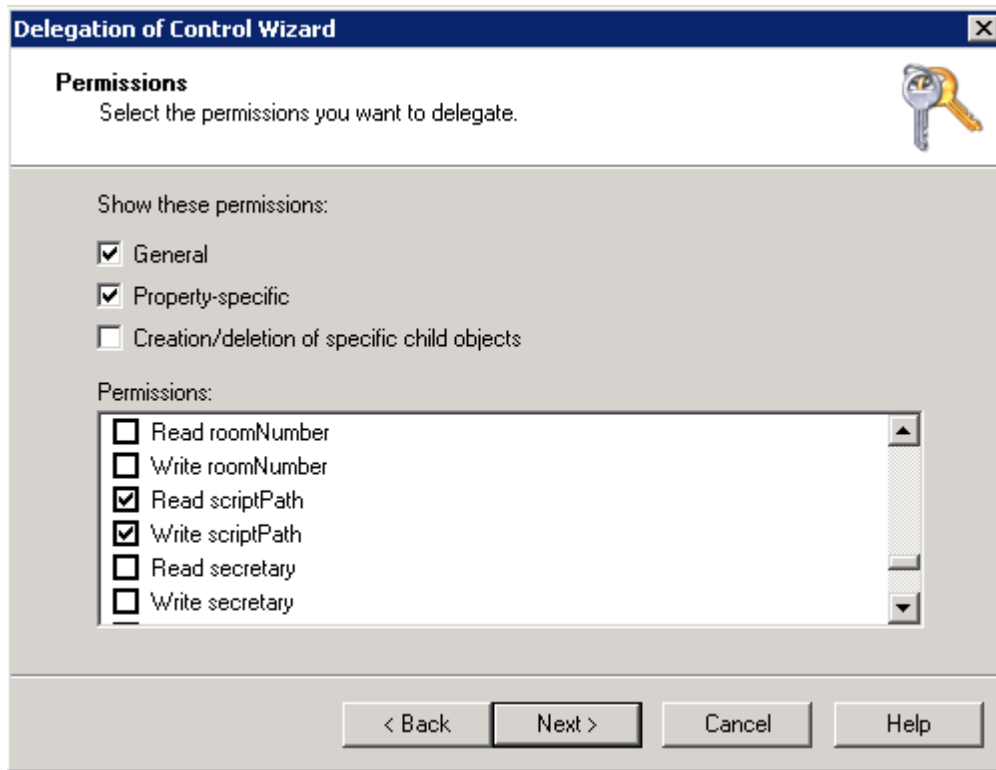 Delegation of Control Wizard
Permissions
Select the permissions you want to delegate.
Show these permissions:
General
Property-specific
Creation/deletion of specific child objects
Permissions:
Read roomNumber
Write roomNumber
Read scriptPath
Write scriptPath
Read secretary
Write secretary
< Back Next > Cancel Help